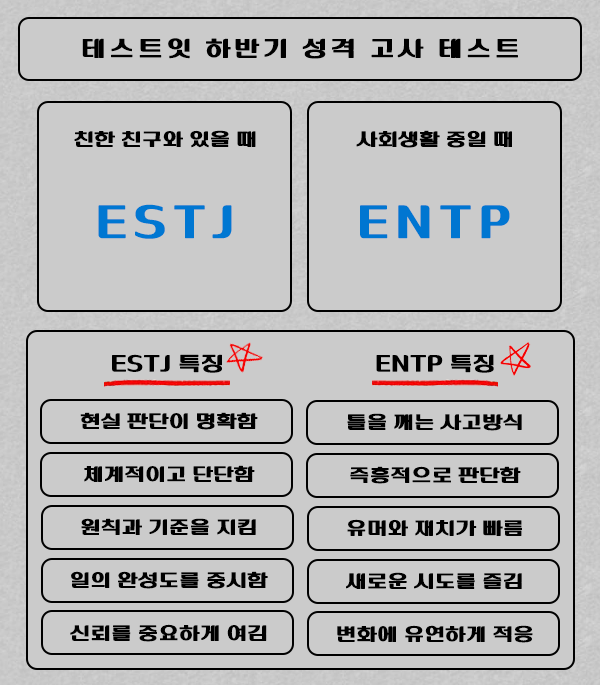 테스트잇 하반기 성격 고사 테스트
친한 친구와 있을 때
ESTJ
사회생활 중일 때
ENTP
ESTJ 특징
현실 판단이 명확함
체계적이고 단단함
원칙과 기준을 지킴
일의 완성도를 중시함
신뢰를 중요하게 여김
ENTP 특징
틀을 깨는 사고방식
즉흥적으로 판단함
유머와 재치가 빠름
새로운 시도를 즐김
변화에 유연하게 적응